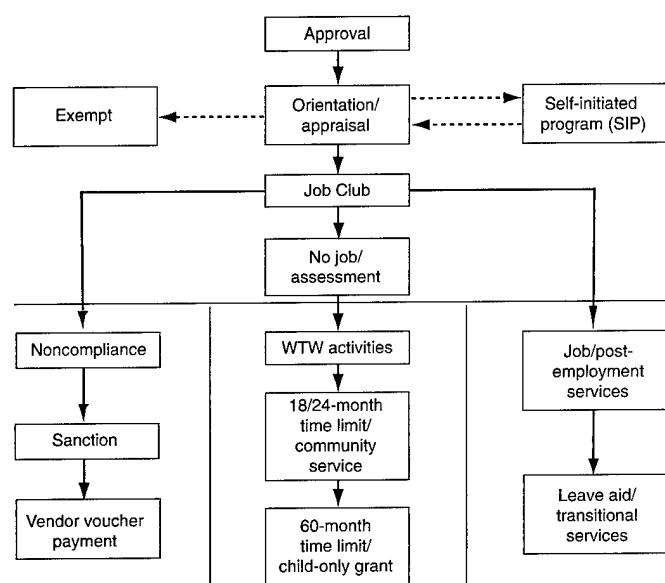 Approval
Exempt
Orientation/
appraisal
Self-initiated
program (SIP)
Job Club
No job/
assessment
Noncompliance
WTW activities
Job/post-
employment
services
Sanction
18/24-month
time limit/
community
service
Vendor voucher
payment
60-month
time limit/
child-only grant
Leave aid/
transitional
services